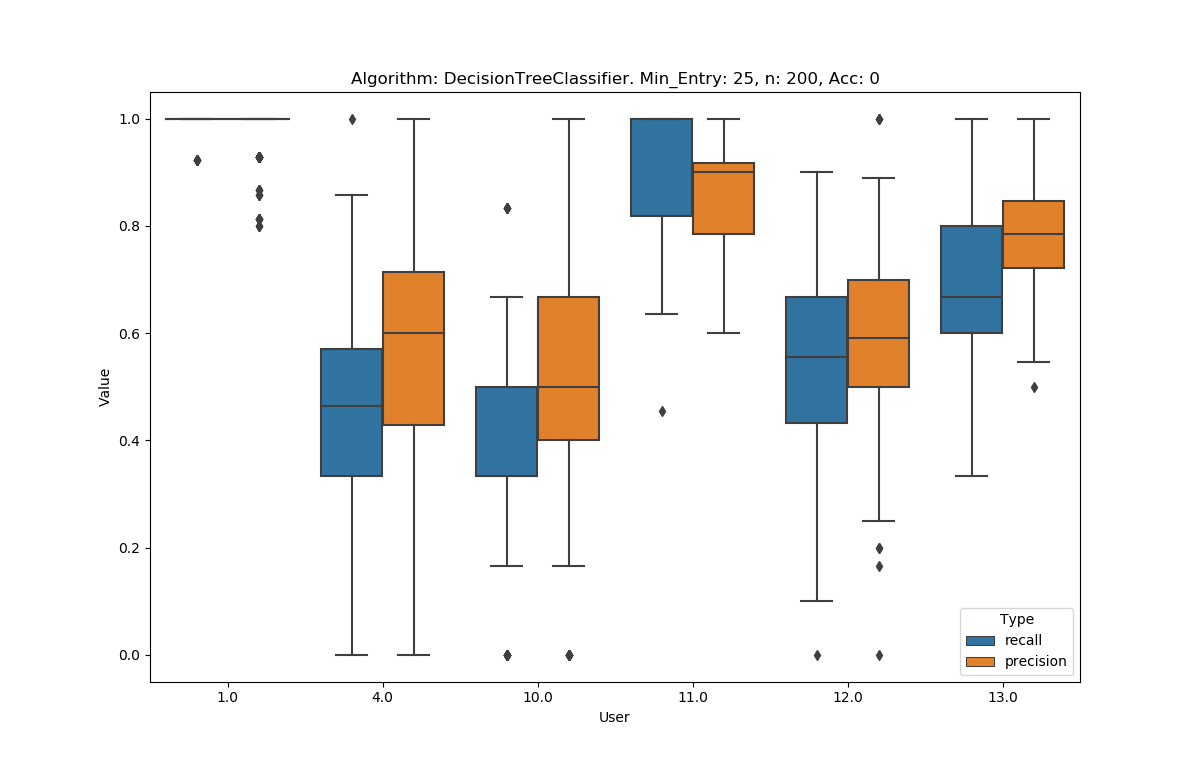 Algorithm: DecisionTreeClassifier. Min_Entry: 25, n: 200, Acc: 0
1.0
0.8
0.6
0.4
0.2
0.0
Value
1.0 4.0 10.0 11.0 12.0 13.0
User
Type
recall
precision